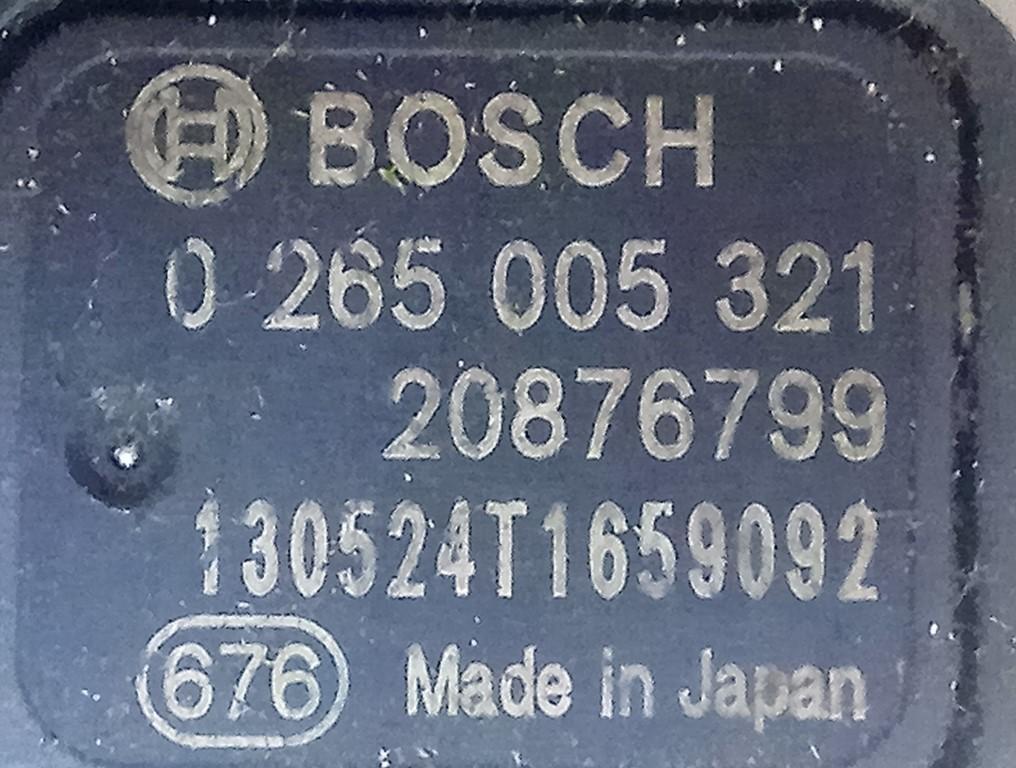 BOSCH
0 265 005 321
20876799
130524T1659092
676 Made in Japan